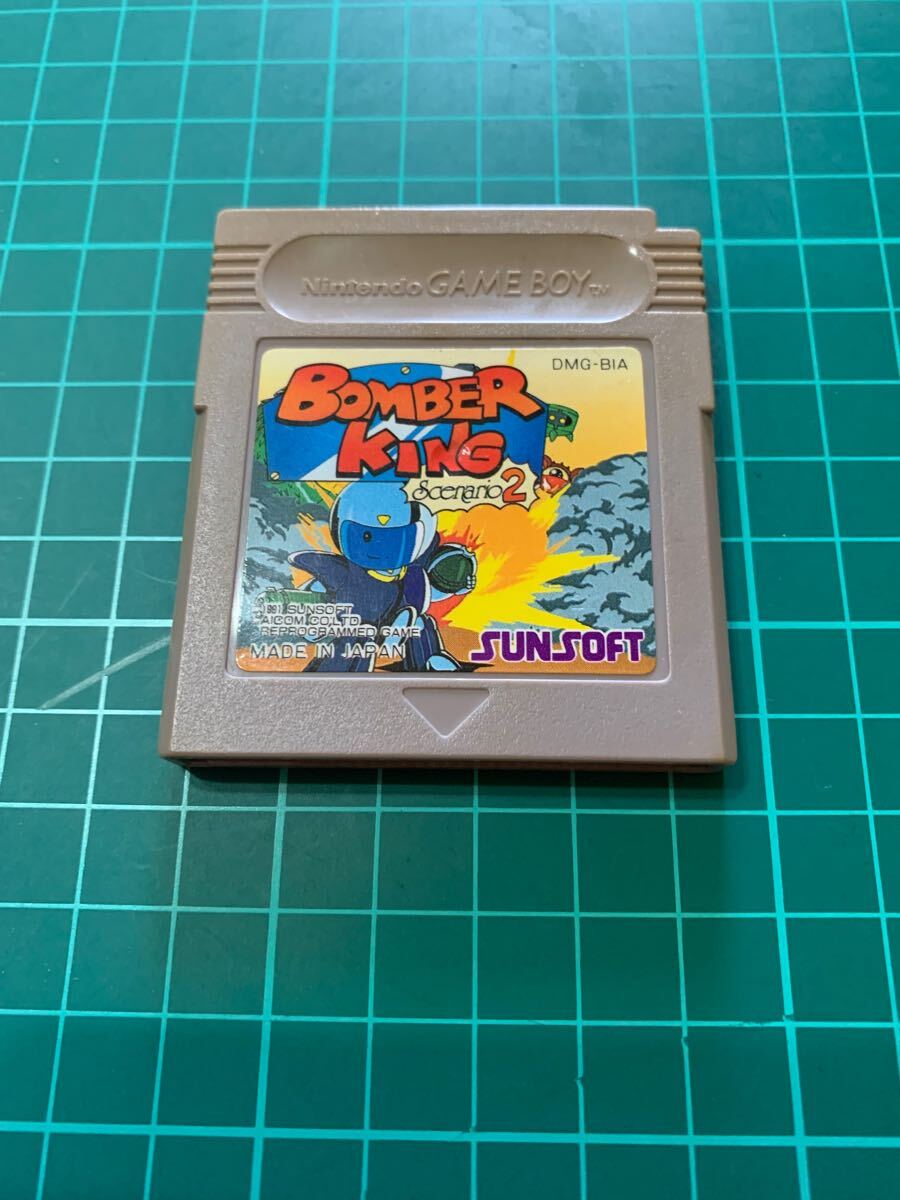 Nintendo GAME BOY TM
DMG-BIA
BOMBER
KING
Scenario 2
© 1991 SUNSOFT
AICOM CO.LTD
REPROGRAMMED GAME
MADE IN JAPAN
SUNSOFT